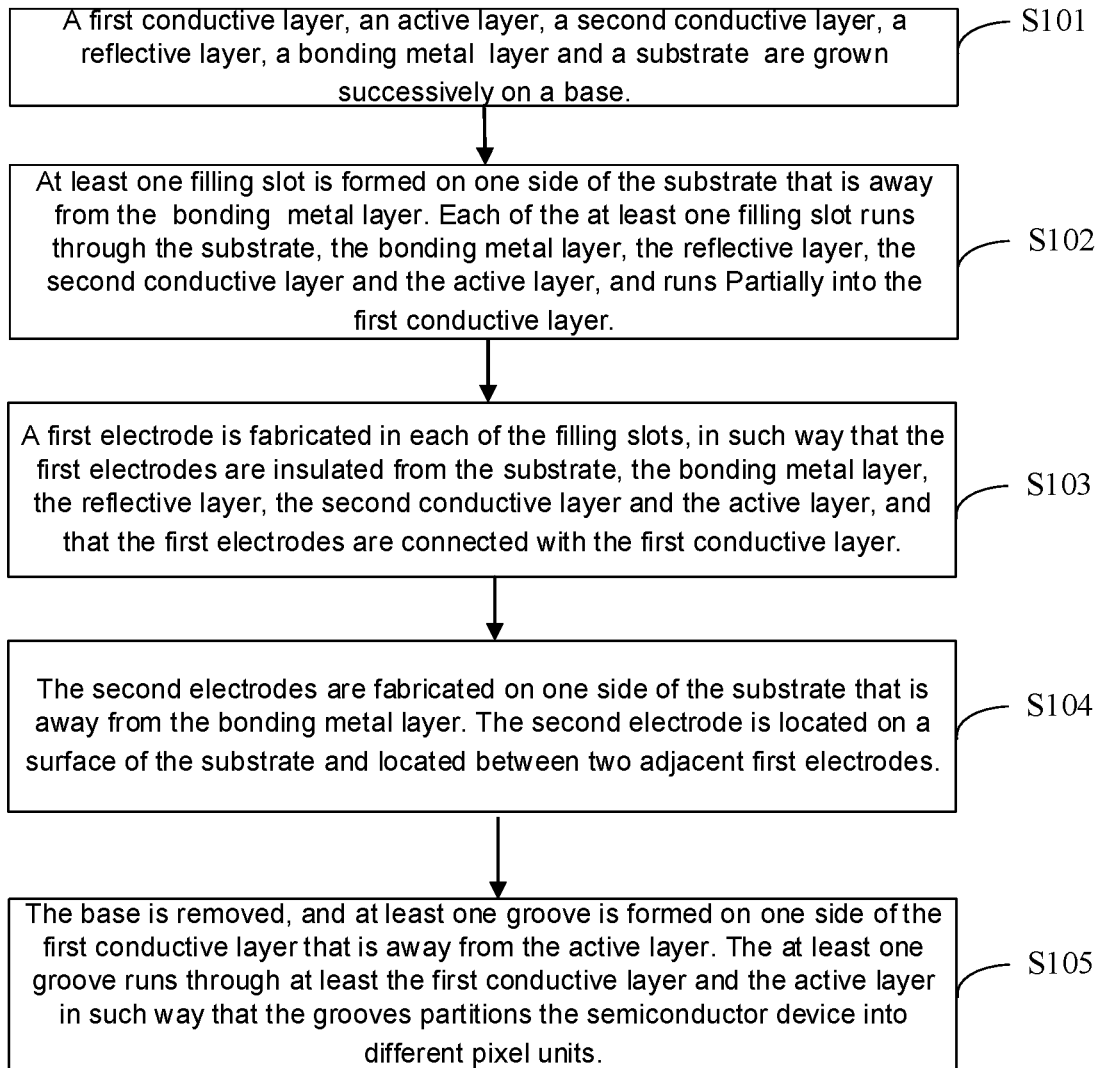 A first conductive layer, an active layer, a second conductive layer, a
reflective layer, a bonding metal layer and a substrate are grown
successively on a base.
S101
At least one filling slot is formed on one side of the substrate that is away
from the bonding metal layer. Each of the at least one filling slot runs
through the substrate, the bonding metal layer, the reflective layer, the
second conductive layer and the active layer, and runs Partially into the
first conductive layer.
S102
A first electrode is fabricated in each of the filling slots, in such way that the
first electrodes are insulated from the substrate, the bonding metal layer,
the reflective layer, the second conductive layer and the active layer, and
that the first electrodes are connected with the first conductive layer.
S103
The second electrodes are fabricated on one side of the substrate that is
away from the bonding metal layer. The second electrode is located on a
surface of the substrate and located between two adjacent first electrodes.
S104
The base is removed, and at least one groove is formed on one side of the
first conductive layer that is away from the active layer. The at least one
groove runs through at least the first conductive layer and the active layer
in such way that the grooves partitions the semiconductor device into
different pixel units.
S105